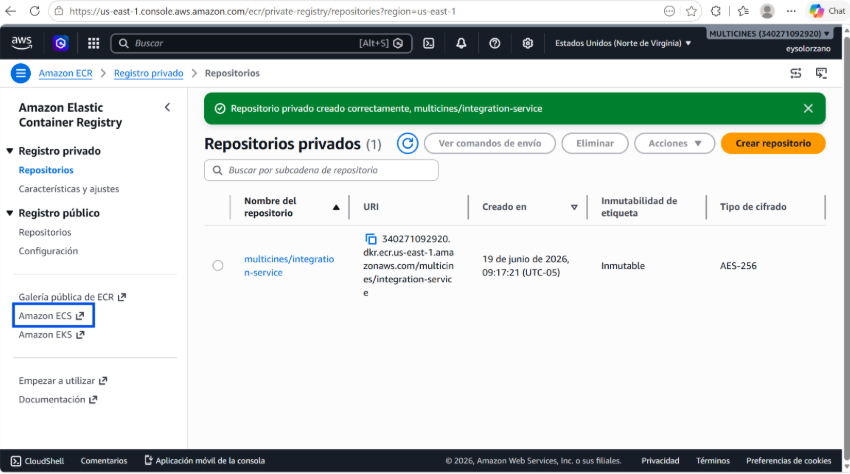 https://us-east-1.console.aws.amazon.com/ecr/private-registry/repositories?region=us-east-1
Chat
aws
Buscar
[Alt+S]
Estados Unidos (Norte de Virginia) ▼
MULTICINES (340271092920) ▼
eysolorzano
Amazon ECR > Registro privado > Repositorios
Amazon Elastic
Container Registry
Registro privado
Repositorios
Características y ajustes
Registro público
Repositorios
Configuración
Galería pública de ECR
Amazon ECS
Amazon EKS
Empezar a utilizar
Documentación
Repositorio privado creado correctamente, multicines/integration-service
Repositorios privados (1)
Ver comandos de envío
Eliminar
Acciones ▼
Crear repositorio
Buscar por subcadena de repositorio
Nombre del
repositorio
URI
Creado en
Inmutabilidad de
etiqueta
Tipo de cifrado
multicines/integratio
n-service
340271092920.
dkr.ecr.us-east-1.ama
zonaws.com/multicin
es/integration-servic
e
19 de junio de 2026,
09:17:21 (UTC-05)
Inmutable
AES-256
CloudShell
Comentarios
Aplicación móvil de la consola
© 2026, Amazon Web Services, Inc. o sus filiales.
Privacidad
Términos
Preferencias de cookies